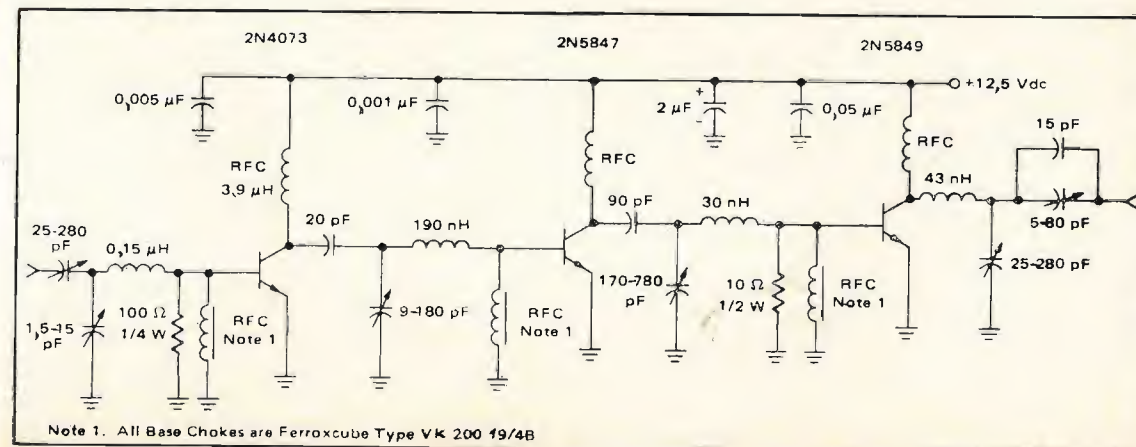 2N4073
2N5847
2N5849
0,005 µF
0,001 µF
2 µF
+
-
0,05 µF
+12,5 Vdc
15 pF
RFC
3,9 µH
RFC
RFC
43 nH
5-80 pF
25-280
pF
0,15 µH
20 pF
190 nH
90 pF
30 nH
25-280 pF
1,5-15
pF
100 Ω
1/4 W
RFC
Note 1
9-180 pF
RFC
Note 1
170-780
pF
10 Ω
1/2 W
RFC
Note 1
Note 1. All Base Chokes are Ferroxcube Type VK 200 19/4B